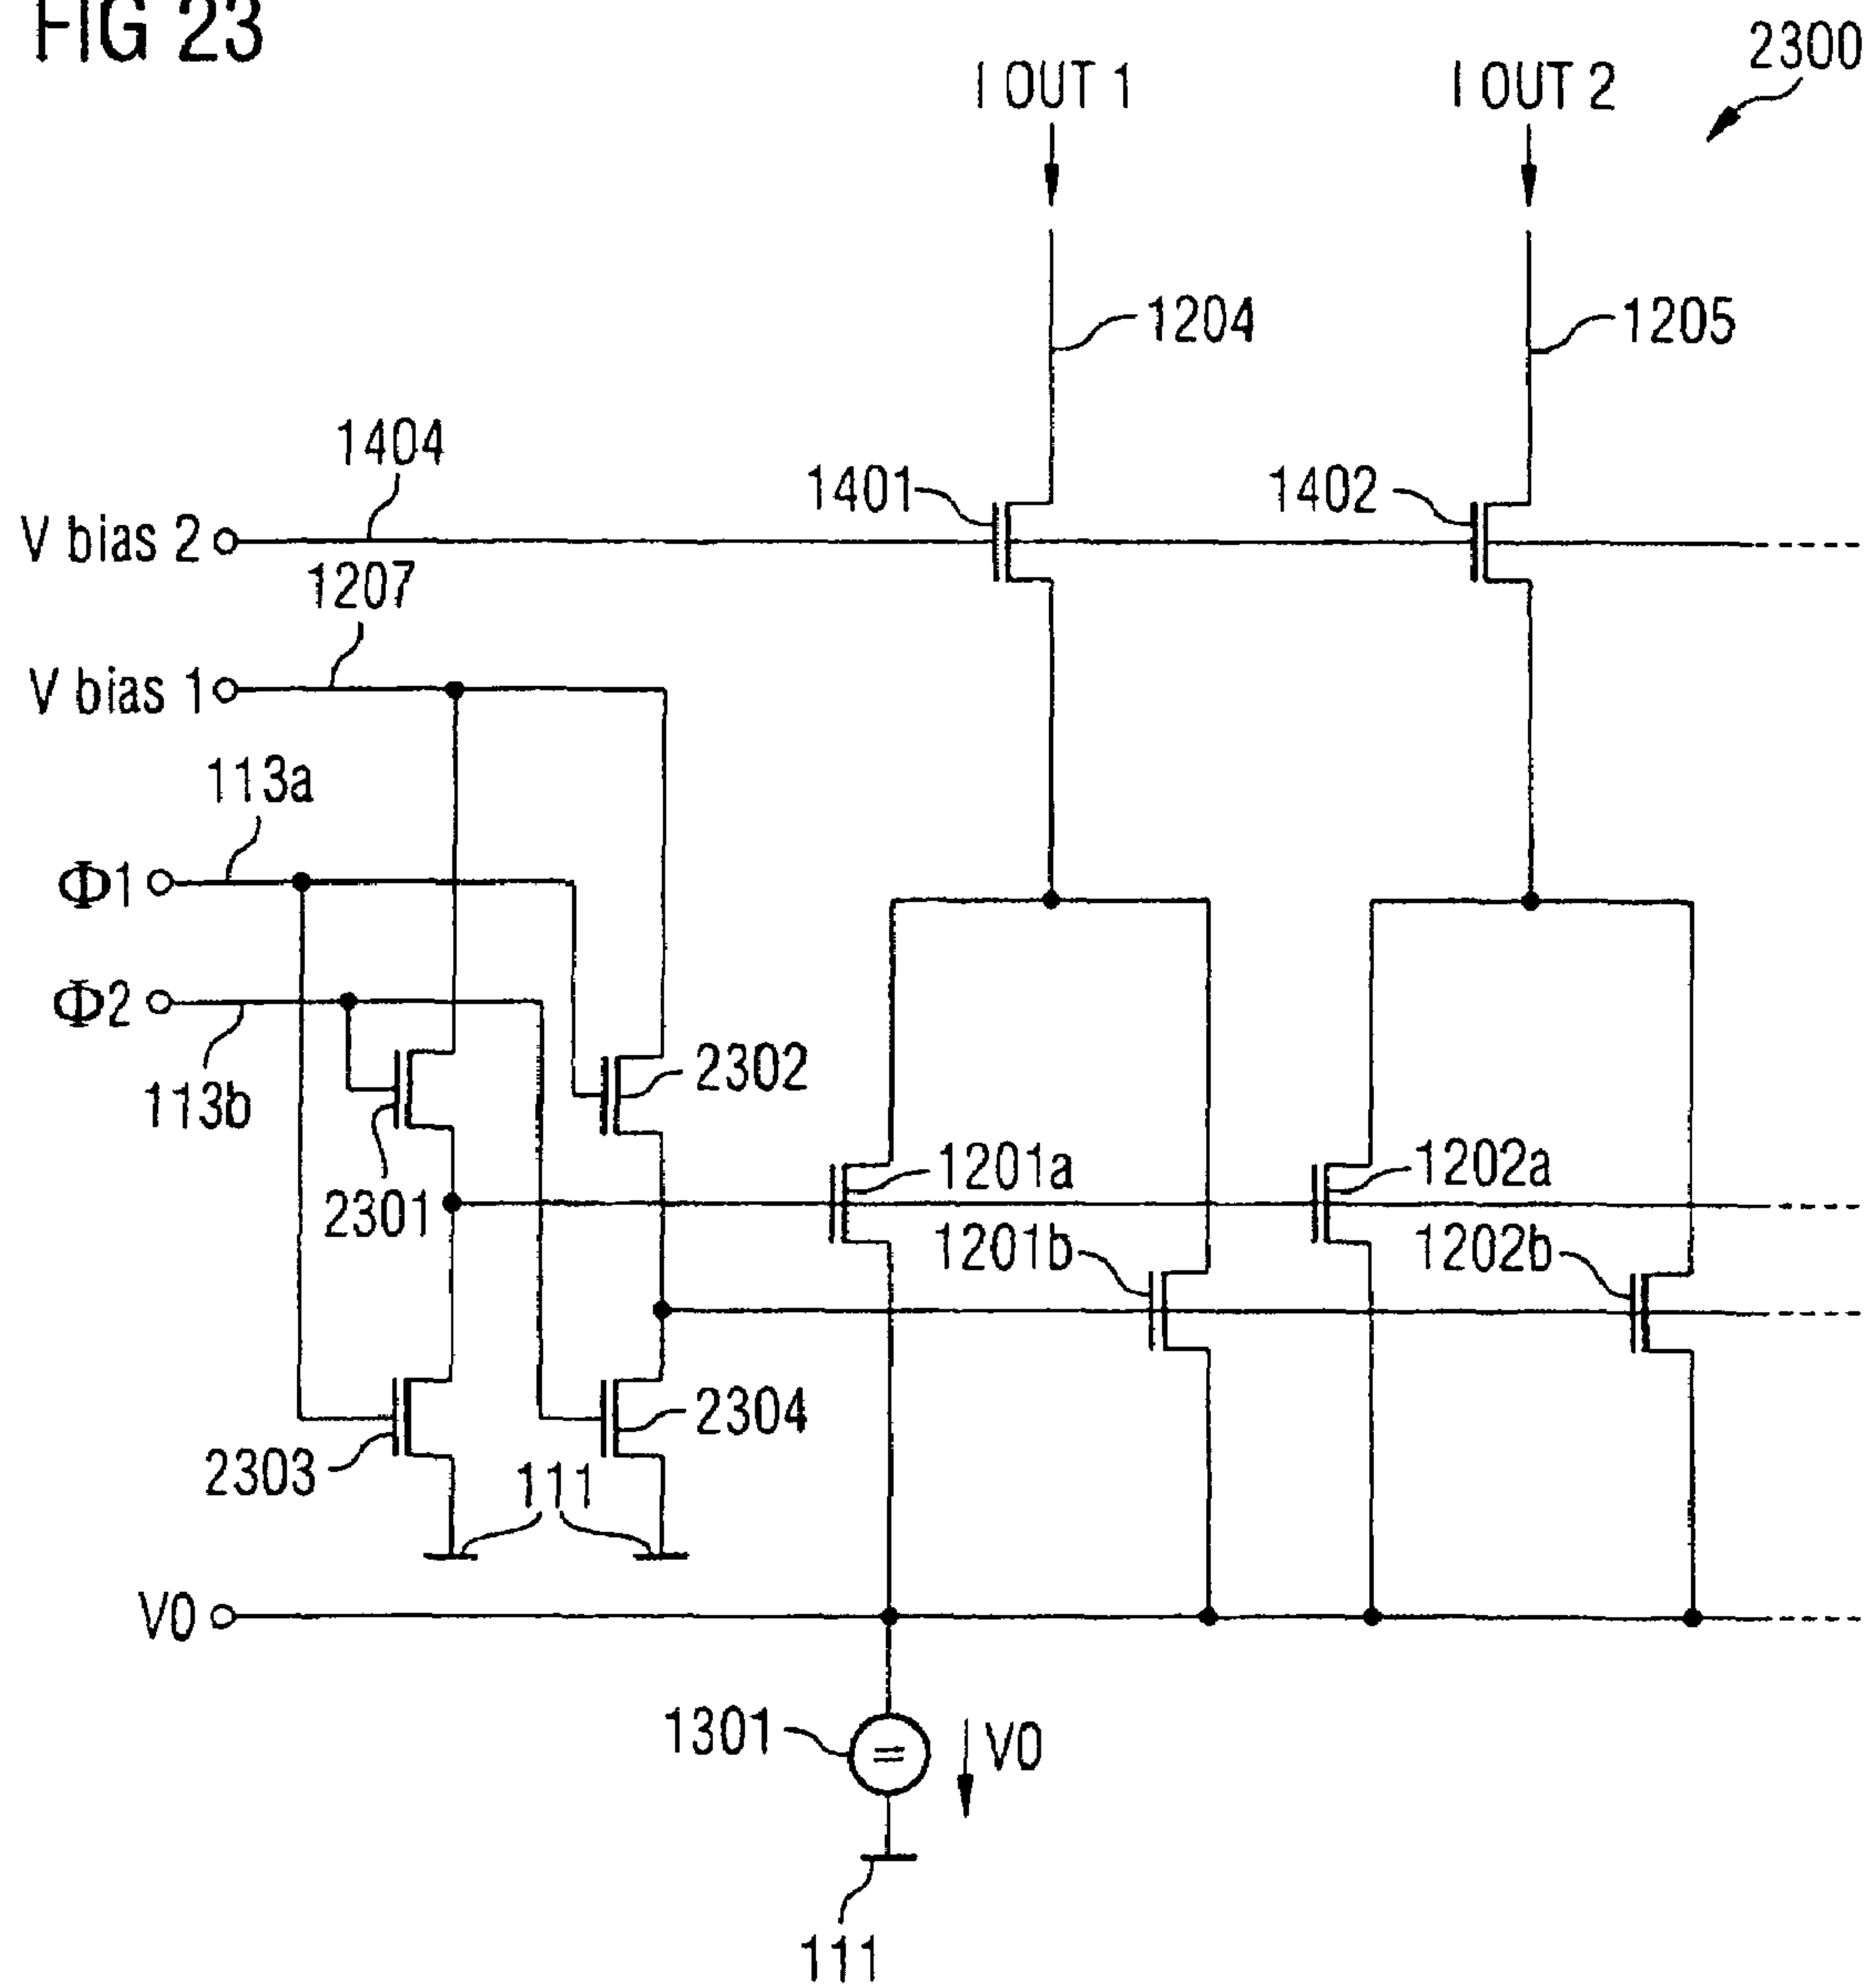 FIG 23
2300
I OUT 1
I OUT 2
1204
1205
1404
1401
1402
V bias 2
1207
V bias 1
113a
Φ1
Φ2
113b
2302
2301
1201a
1202a
1201b
1202b
2303
2304
111
V0
1301
V0
111